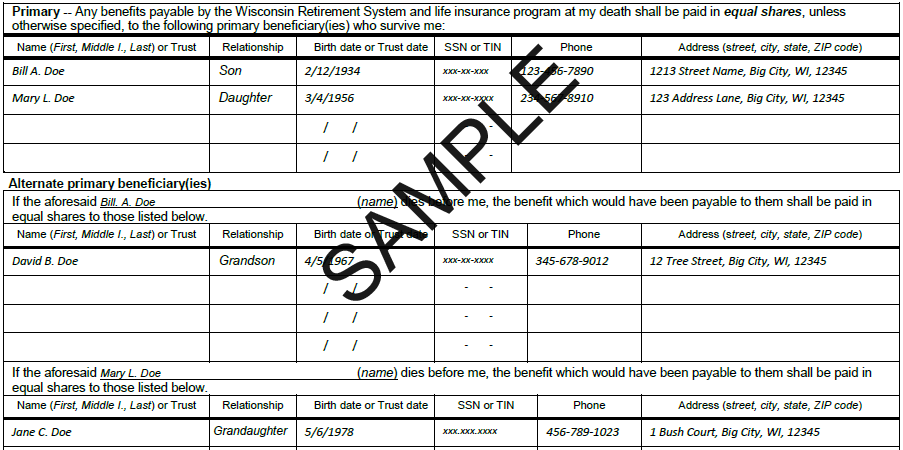 Primary -- Any benefits payable by the Wisconsin Retirement System and life insurance program at my death shall be paid in equal shares, unless
otherwise specified, to the following primary beneficiary(ies) who survive me:
Name (First, Middle I., Last) or Trust Relationship Birth date or Trust date SSN or TIN Phone Address (street, city, state, ZIP code)
Bill A. Doe Son 2/12/1934 xxx-xx-xxx 123-456-7890 1213 Street Name, Big City, WI, 12345
Mary L. Doe Daughter 3/4/1956 xxx-xx-xxxx 234-567-8910 123 Address Lane, Big City, WI, 12345
/ / -
/ / - -
SAMPLE
Alternate primary beneficiary(ies)
If the aforesaid Bill. A. Doe (name) dies before me, the benefit which would have been payable to them shall be paid in
equal shares to those listed below.
Name (First, Middle I., Last) or Trust Relationship Birth date or Trust date SSN or TIN Phone Address (street, city, state, ZIP code)
David B. Doe Grandson 4/5/1967 xxx-xx-xxxx 345-678-9012 12 Tree Street, Big City, WI, 12345
/ / - -
/ / - -
/ / - -
If the aforesaid Mary L. Doe (name) dies before me, the benefit which would have been payable to them shall be paid in
equal shares to those listed below.
Name (First, Middle I., Last) or Trust Relationship Birth date or Trust date SSN or TIN Phone Address (street, city, state, ZIP code)
Jane C. Doe Grandaughter 5/6/1978 xxx.xxx.xxxx 456-789-1023 1 Bush Court, Big City, WI, 12345